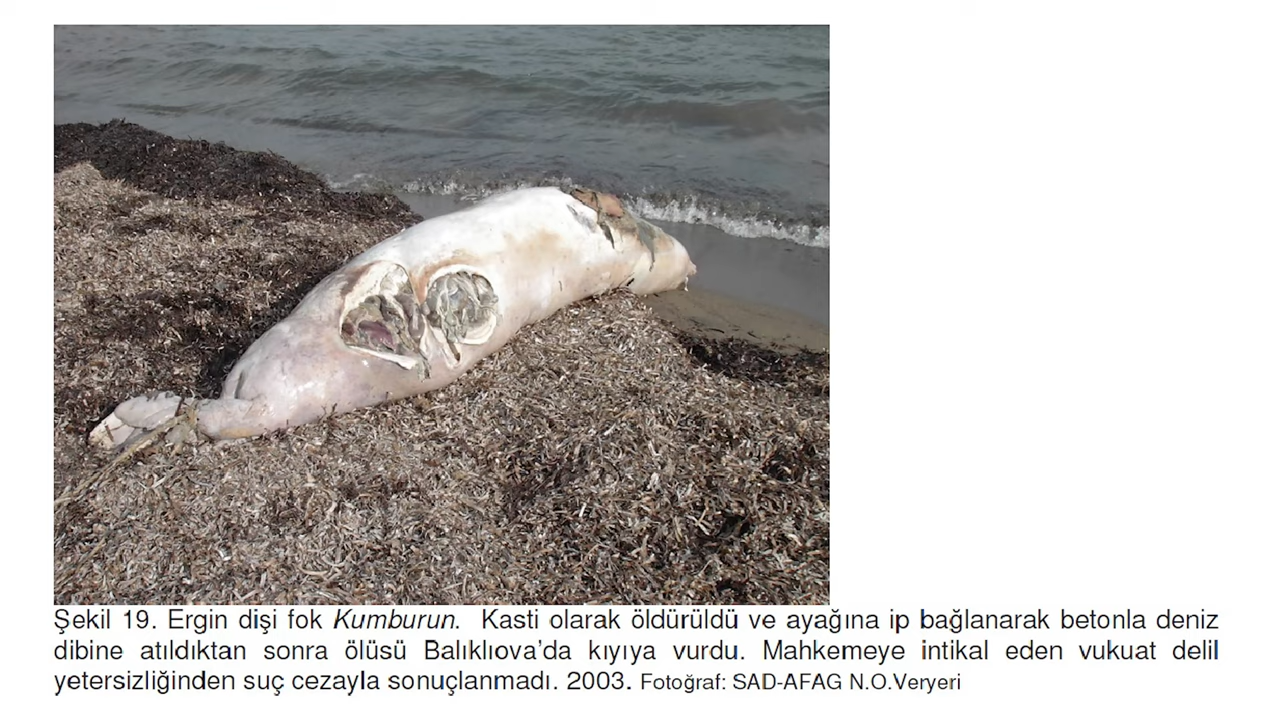 Şekil 19. Ergin dişi fok Kumburun. Kasti olarak öldürüldü ve ayağına ip bağlanarak betonla deniz
dibine atıldıktan sonra ölüsü Balıklıova’da kıyıya vurdu. Mahkemeye intikal eden vukuat delil
yetersizliğinden suç cezayla sonuçlanmadı. 2003. Fotoğraf: SAD-AFAG N.O.Veryeri